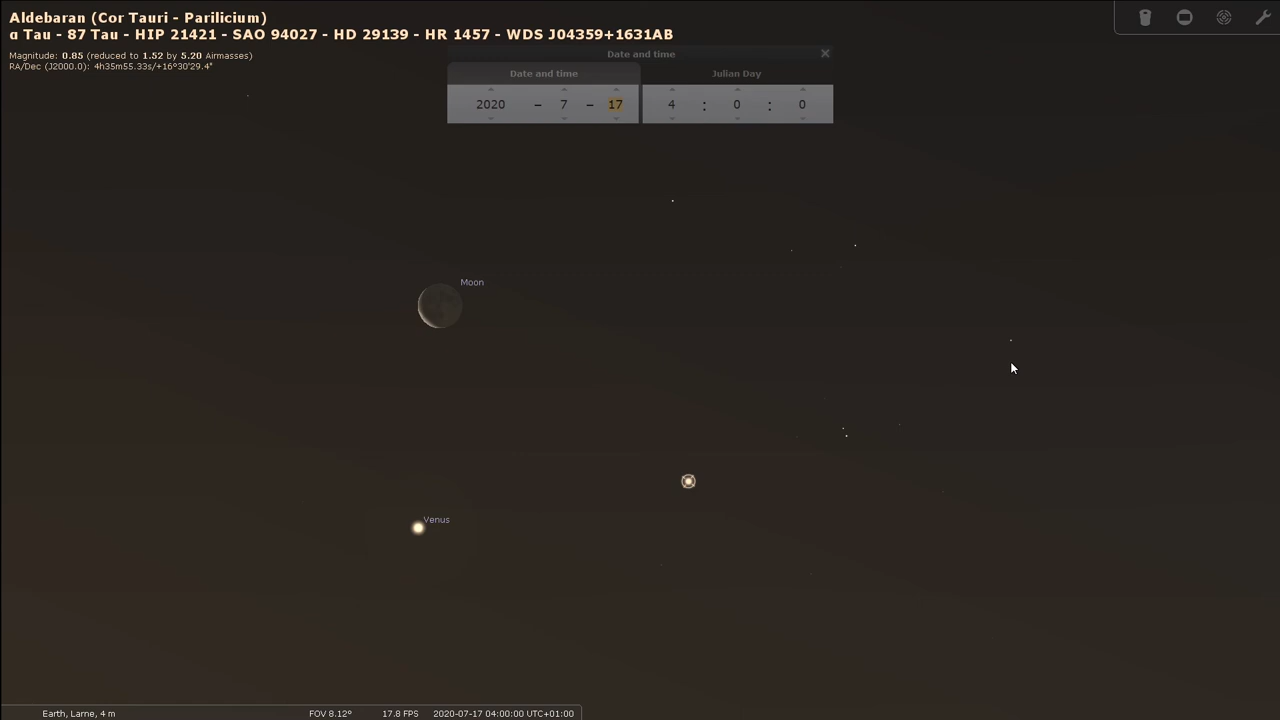 Aldebaran (Cor Tauri - Parilicium)
α Tau - 87 Tau - HIP 21421 - SAO 94027 - HD 29139 - HR 1457 - WDS J04359+1631AB
Magnitude: 0.85 (reduced to 1.52 by 5.20 Airmasses)
RA/Dec (J2000.0): 4h35m55.33s/+16°30'29.4"
Date and time
Date and time Julian Day
2020 - 7 - 17 4 : 0 : 0
Moon
Venus
Earth, Larne, 4 m FOV 8.12° 17.8 FPS 2020-07-17 04:00:00 UTC+01:00